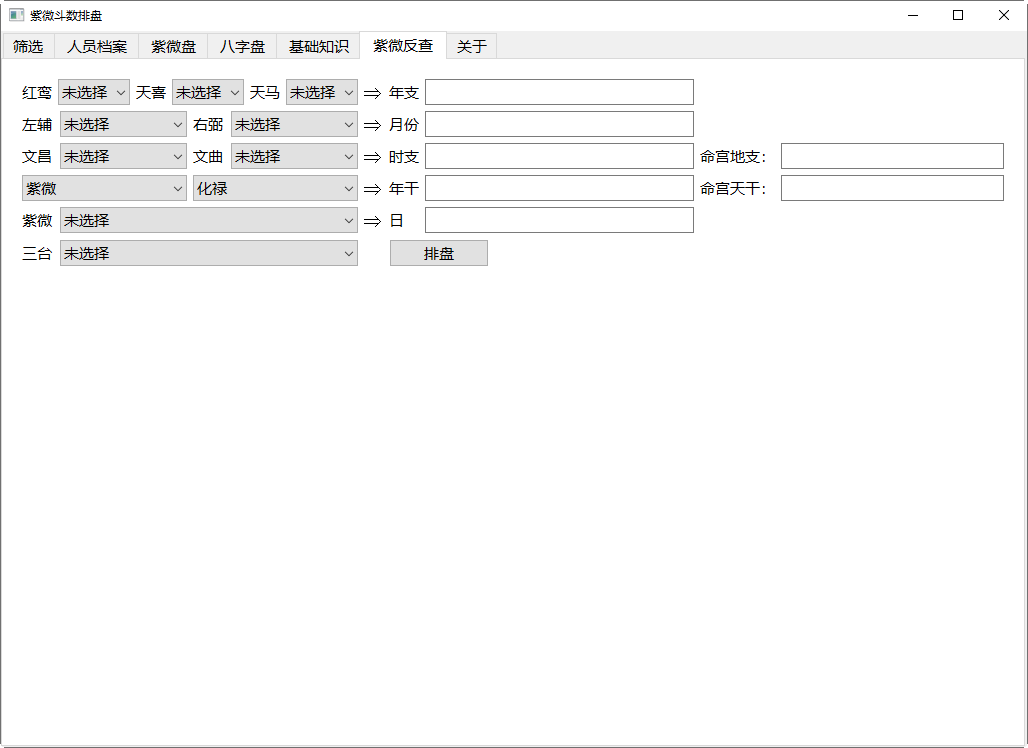 紫微斗数排盘
筛选 人员档案 紫微盘 八字盘 基础知识 紫微反查 关于
红鸾 未选择 天喜 未选择 天马 未选择 ⇒ 年支
左辅 未选择 右弼 未选择 ⇒ 月份
文昌 未选择 文曲 未选择 ⇒ 时支 命宫地支：
紫微 化禄 ⇒ 年干 命宫天干：
紫微 未选择 ⇒ 日
三台 未选择 排盘